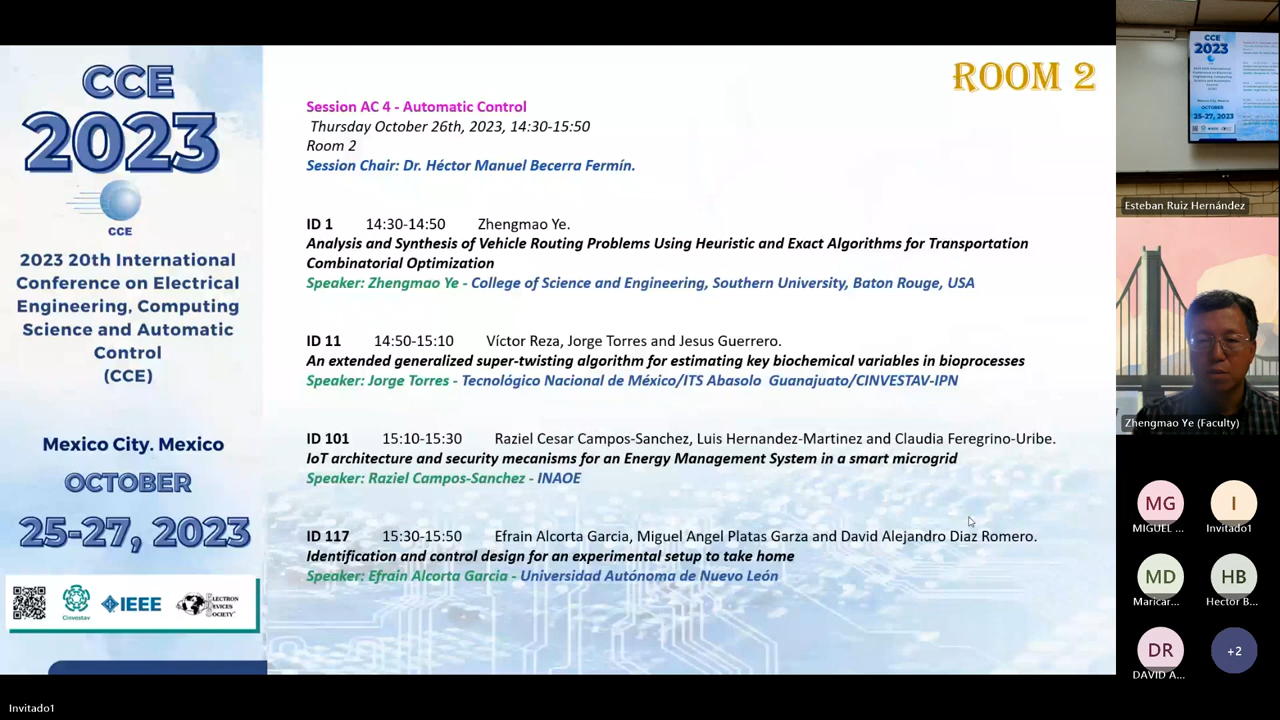 CCE
2023
CCE
2023 20th International
Conference on Electrical
Engineering, Computing
Science and Automatic
Control
(CCE)
Mexico City. Mexico
OCTOBER
25-27, 2023
Cinvestav
IEEE
ELECTRON
DEVICES
SOCIETY
ROOM 2
Session AC 4 - Automatic Control
Thursday October 26th, 2023, 14:30-15:50
Room 2
Session Chair: Dr. Héctor Manuel Becerra Fermín.
ID 1 14:30-14:50 Zhengmao Ye.
Analysis and Synthesis of Vehicle Routing Problems Using Heuristic and Exact Algorithms for Transportation
Combinatorial Optimization
Speaker: Zhengmao Ye - College of Science and Engineering, Southern University, Baton Rouge, USA
ID 11 14:50-15:10 Víctor Reza, Jorge Torres and Jesus Guerrero.
An extended generalized super-twisting algorithm for estimating key biochemical variables in bioprocesses
Speaker: Jorge Torres - Tecnológico Nacional de México/ITS Abasolo Guanajuato/CINVESTAV-IPN
ID 101 15:10-15:30 Raziel Cesar Campos-Sanchez, Luis Hernandez-Martinez and Claudia Feregrino-Uribe.
IoT architecture and security mecanisms for an Energy Management System in a smart microgrid
Speaker: Raziel Campos-Sanchez - INAOE
ID 117 15:30-15:50 Efrain Alcorta Garcia, Miguel Angel Platas Garza and David Alejandro Diaz Romero.
Identification and control design for an experimental setup to take home
Speaker: Efrain Alcorta Garcia - Universidad Autónoma de Nuevo León
CCE
2023
OCTOBER
25-27, 2023
Esteban Ruiz Hernández
Zhengmao Ye (Faculty)
MG
MIGUEL ...
I
Invitado1
MD
Maricar...
HB
Hector B...
DR
DAVID A...
+2
Invitado1